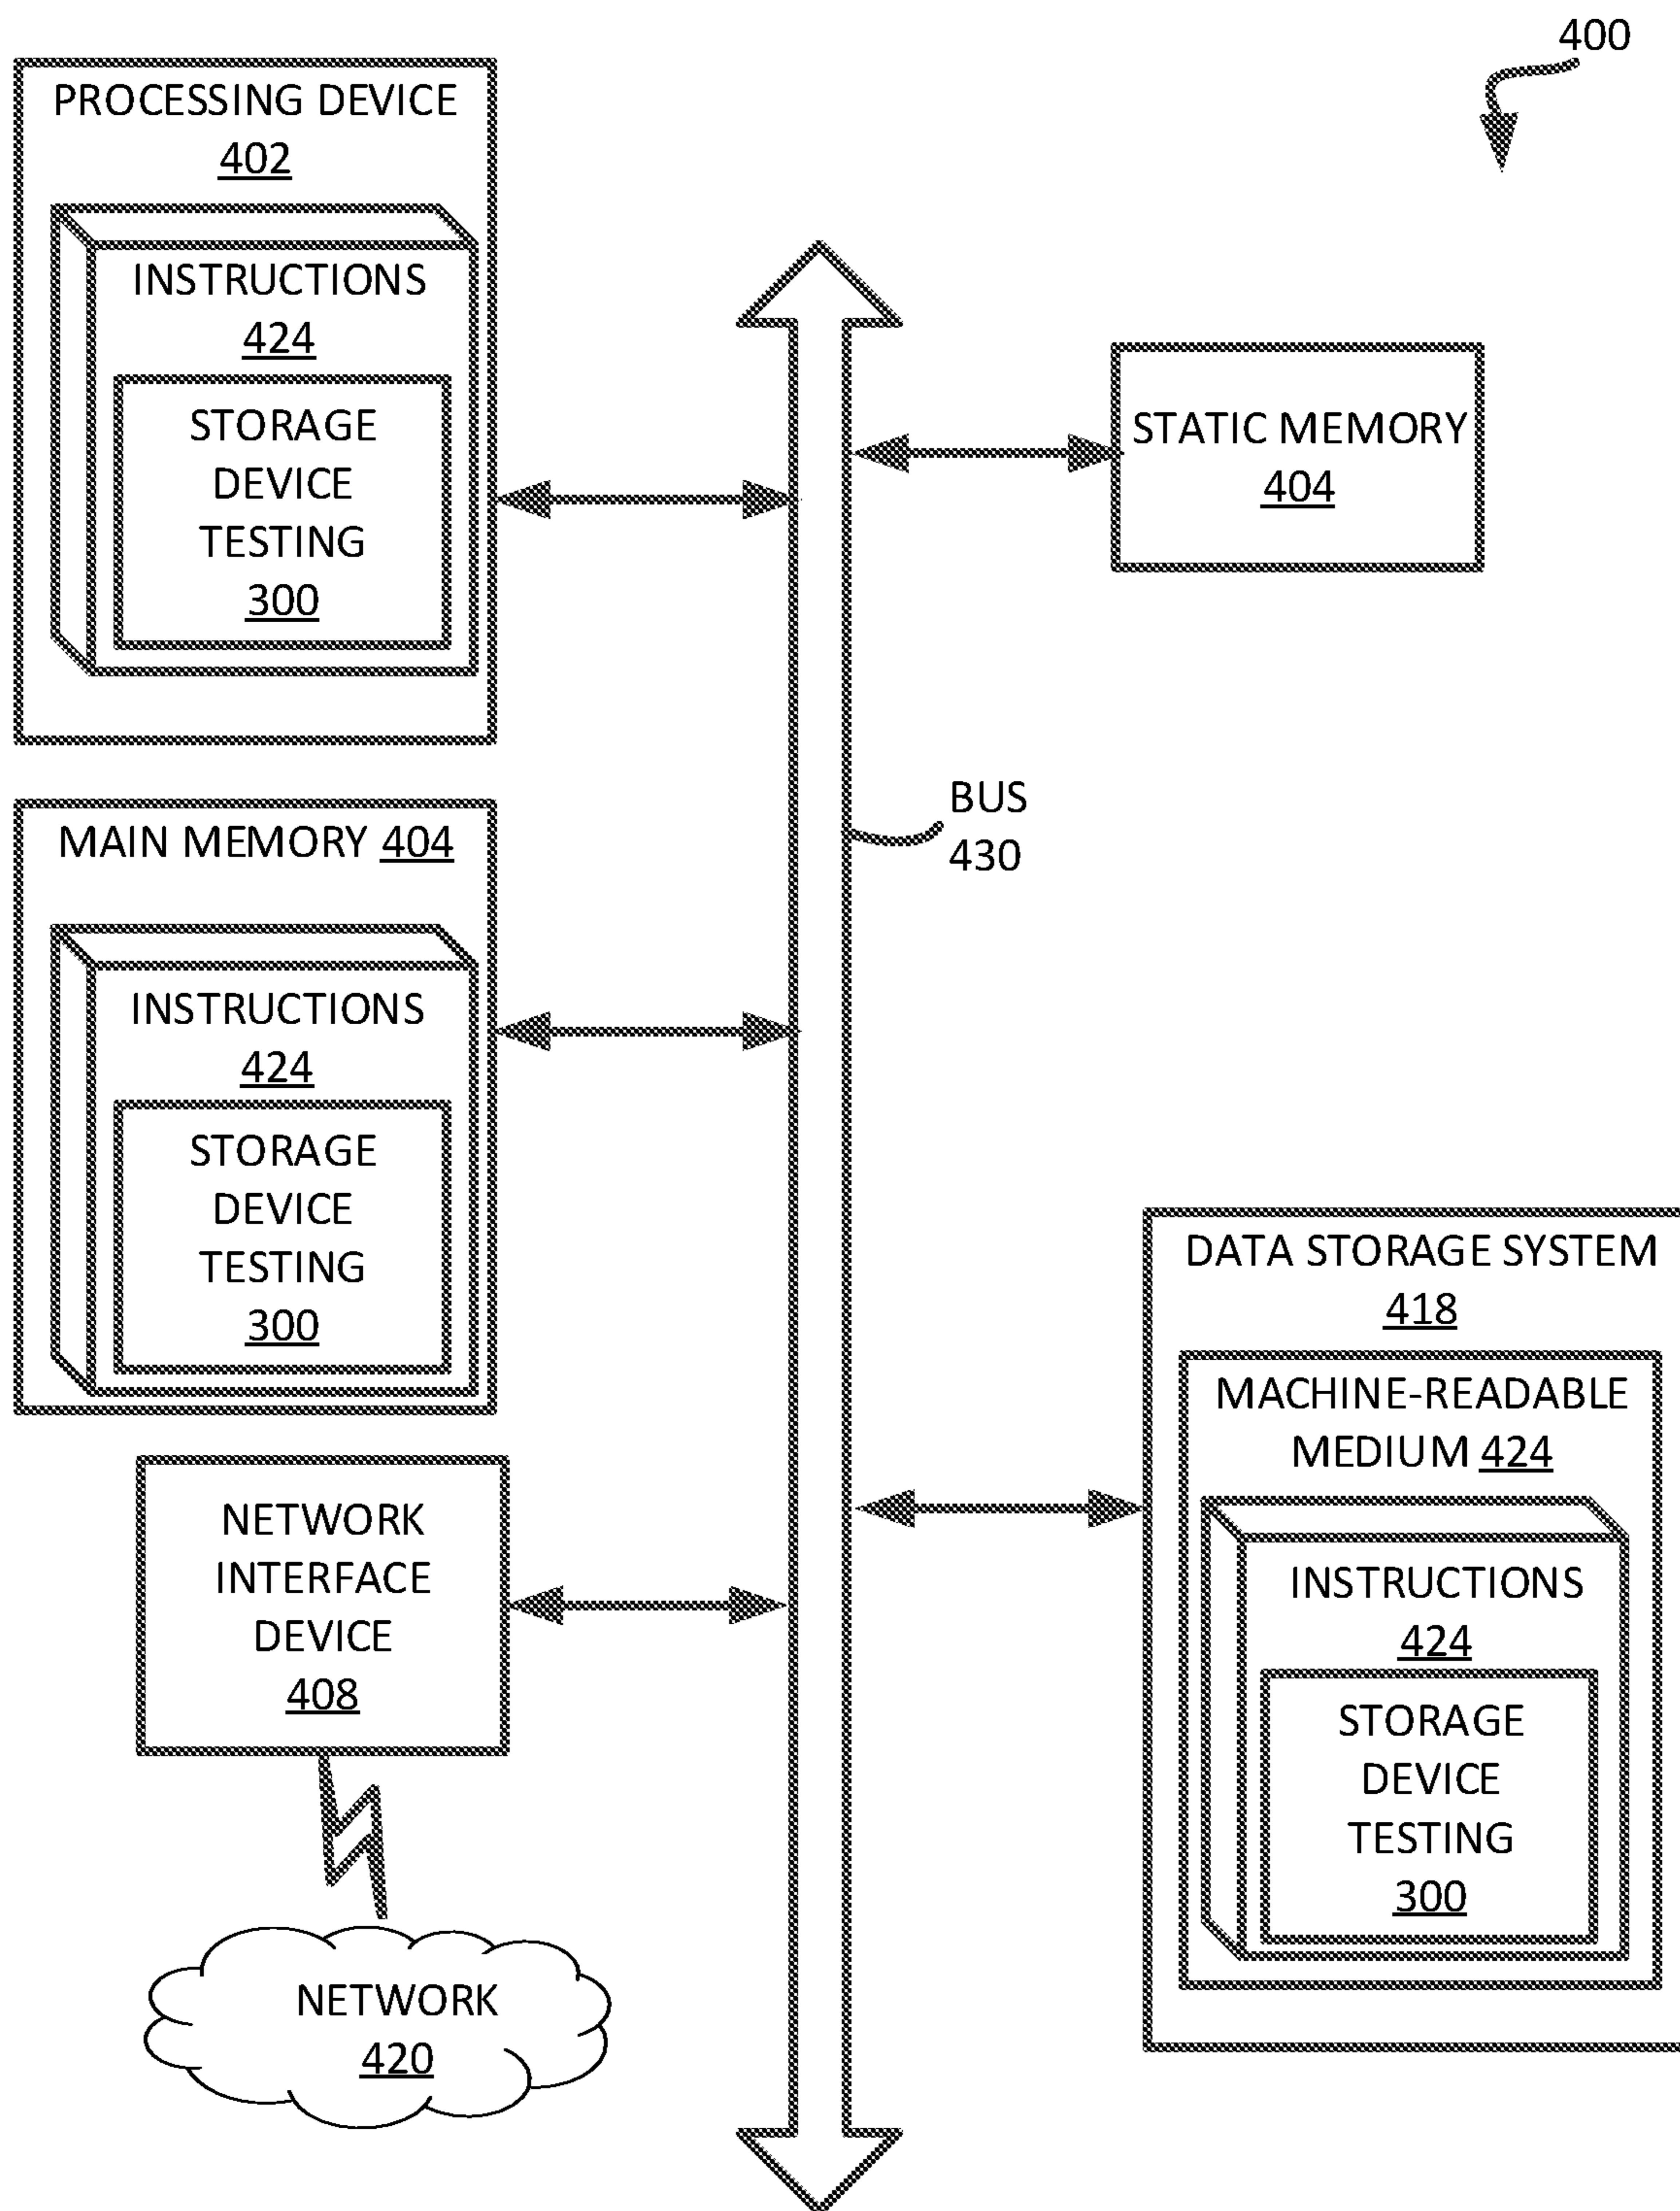 400
PROCESSING DEVICE
402
INSTRUCTIONS
424
STORAGE
DEVICE
TESTING
300
STATIC MEMORY
404
BUS
430
MAIN MEMORY 404
INSTRUCTIONS
424
STORAGE
DEVICE
TESTING
300
DATA STORAGE SYSTEM
418
MACHINE-READABLE
MEDIUM 424
INSTRUCTIONS
424
STORAGE
DEVICE
TESTING
300
NETWORK
INTERFACE
DEVICE
408
NETWORK
420